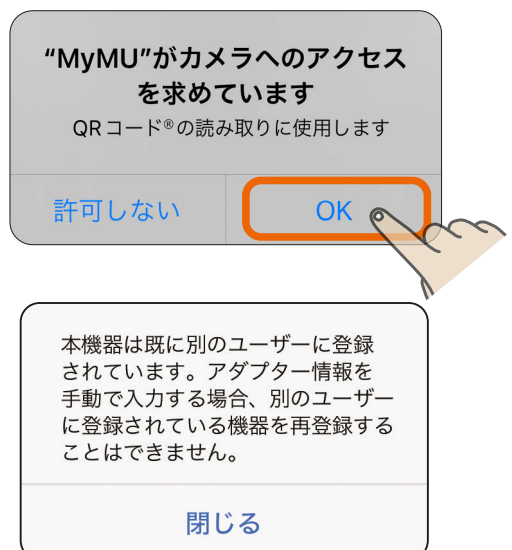 “MyMU”がカメラへのアクセス
を求めています
QRコード®の読み取りに使用します
許可しない
OK
本機器は既に別のユーザーに登録
されています。アダプター情報を
手動で入力する場合、別のユーザー
に登録されている機器を再登録する
ことはできません。
閉じる